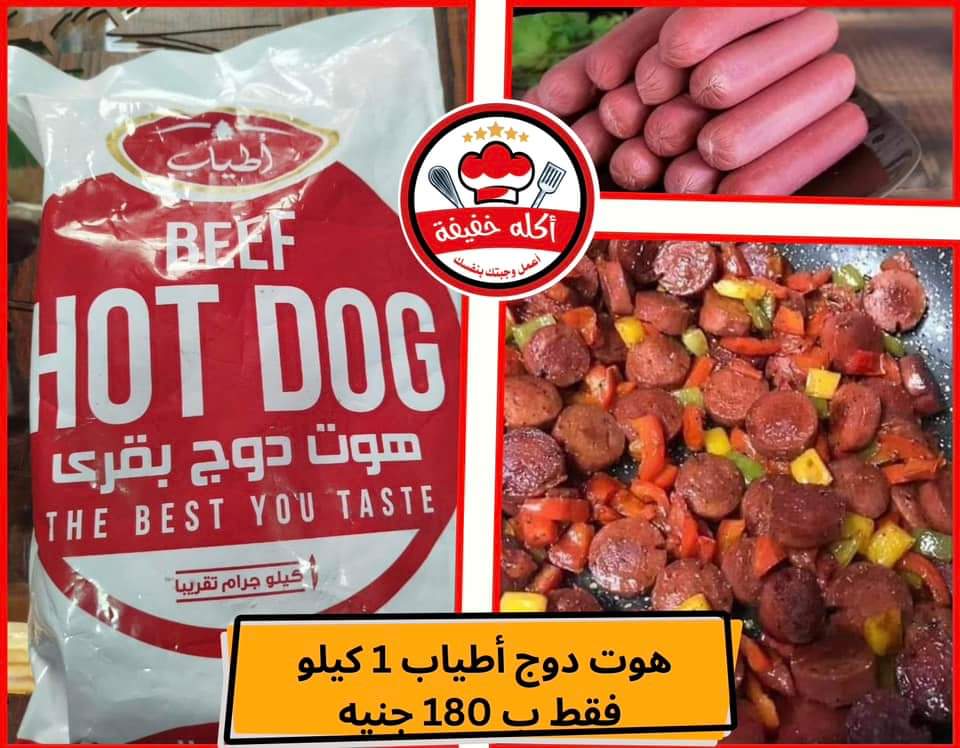 أطياب
BEEF
HOT DOG
هوت دوج بقرى
THE BEST YOU TASTE
١ كيلو جرام تقريبا
أكله خفيفة
أعمل وجبتك بنفسك
هوت دوج أطياب 1 كيلو
فقط ب 180 جنيه